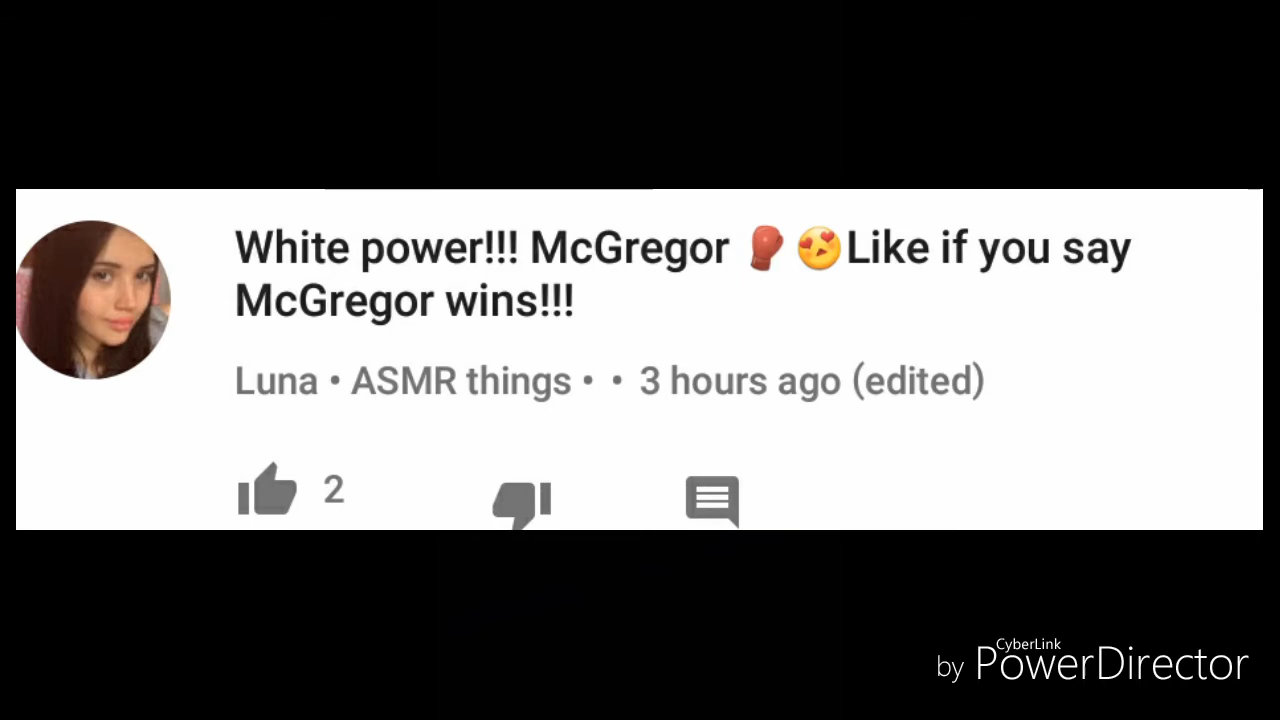 White power!!! McGregor 🥊😍Like if you say
McGregor wins!!!
Luna • ASMR things • • 3 hours ago (edited)
2
CyberLink
by PowerDirector